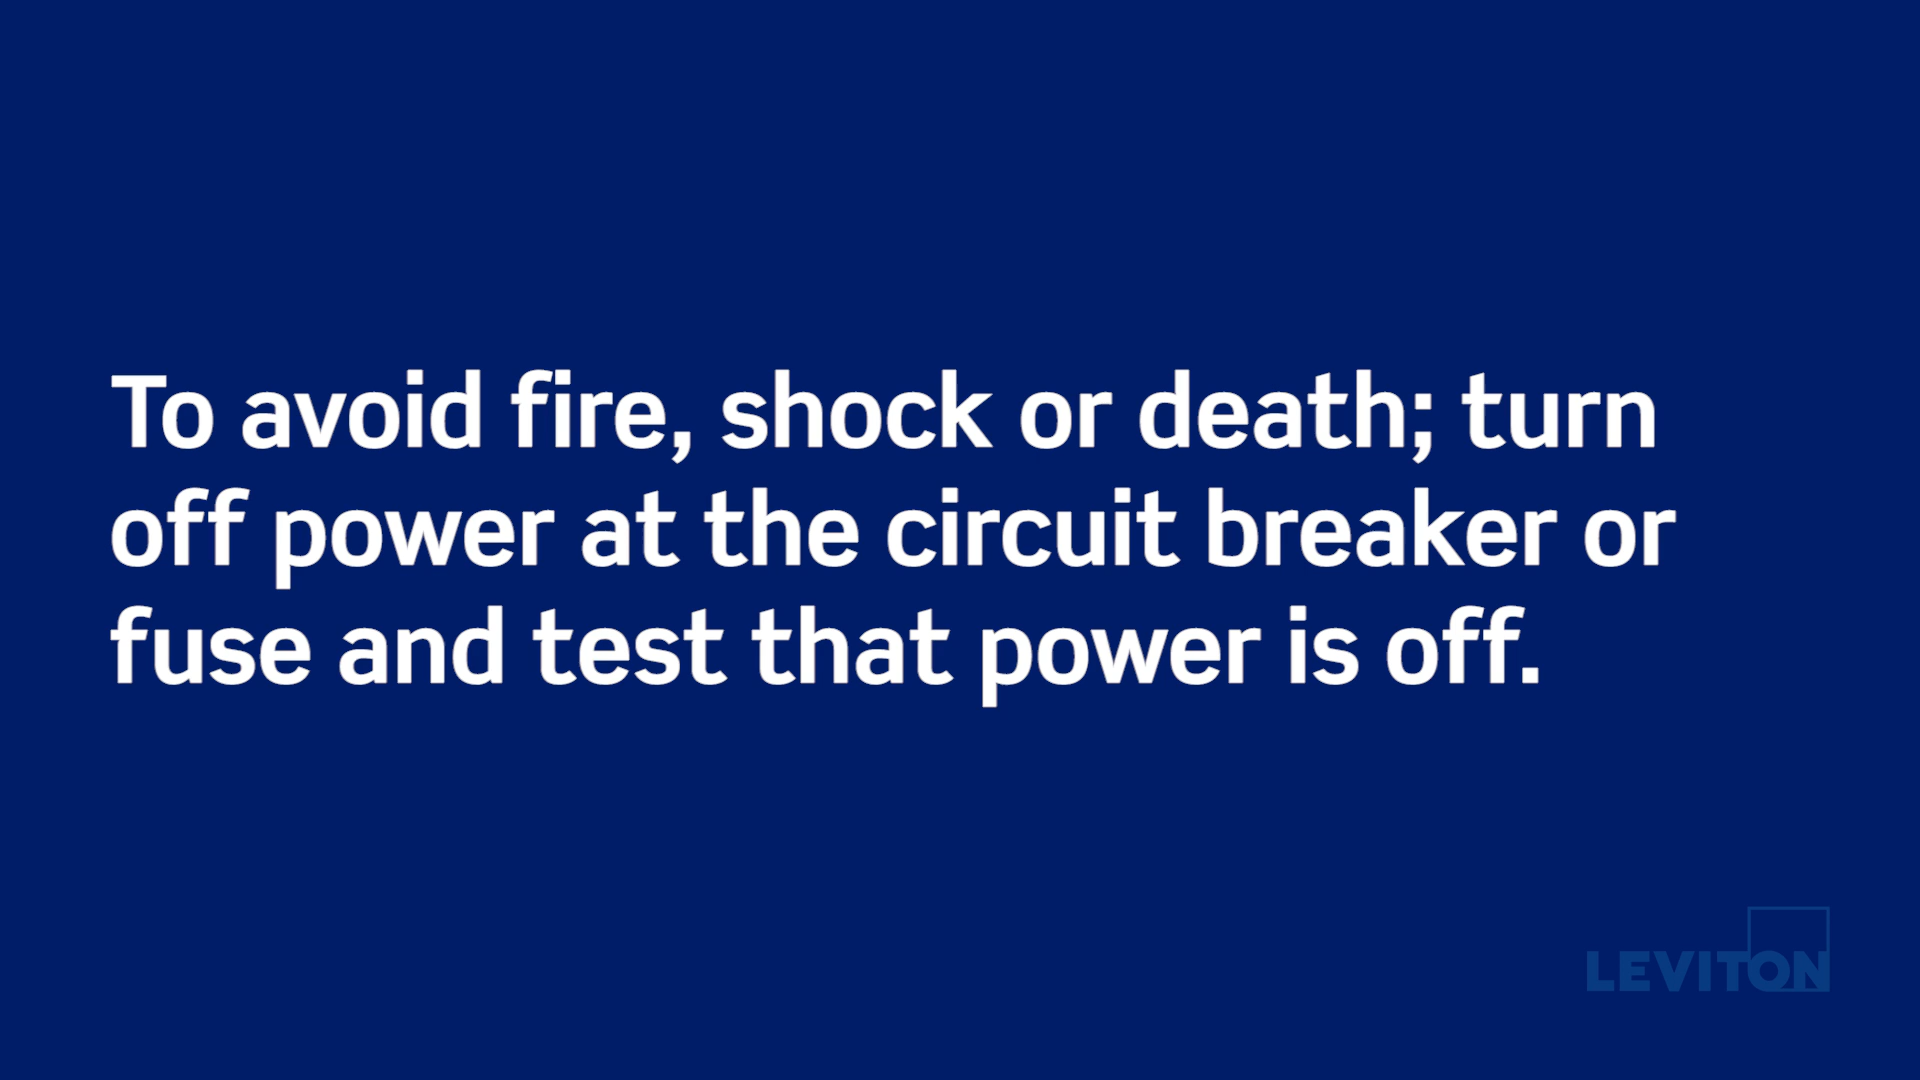 To avoid fire, shock or death; turn
off power at the circuit breaker or
fuse and test that power is off.
LEVITON